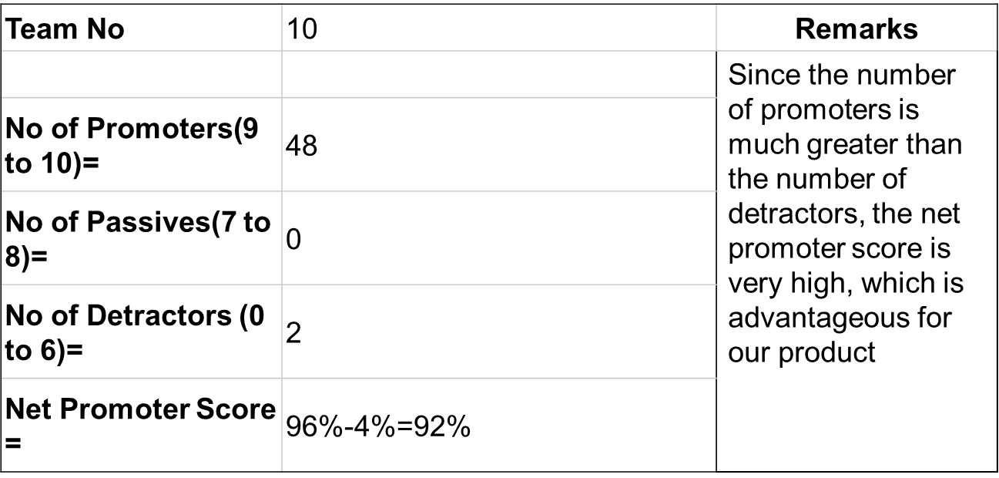 Team No
10
Remarks
Since the number
of promoters is
much greater than
the number of
detractors, the net
promoter score is
very high, which is
advantageous for
our product
No of Promoters(9
to 10)=
48
No of Passives(7 to
8)=
0
No of Detractors (0
to 6)=
2
Net Promoter Score
=
96%-4%=92%